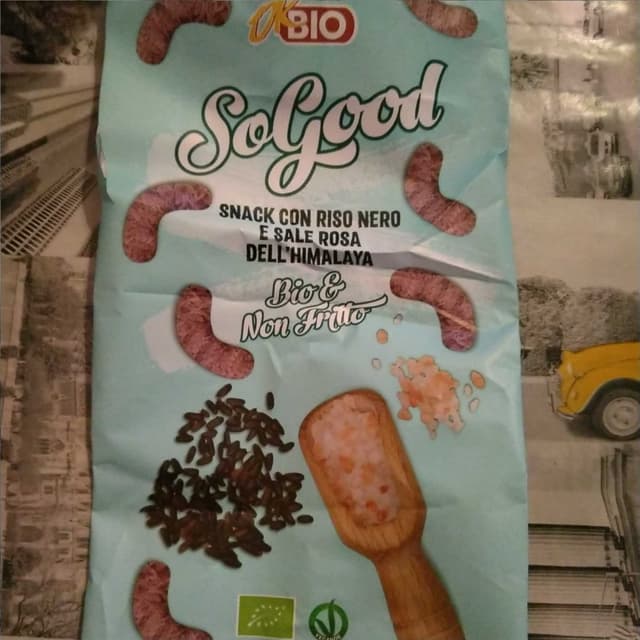 OK BIO
SoGood
SNACK CON RISO NERO
E SALE ROSA
DELL'HIMALAYA
Bio &
Non Fritto